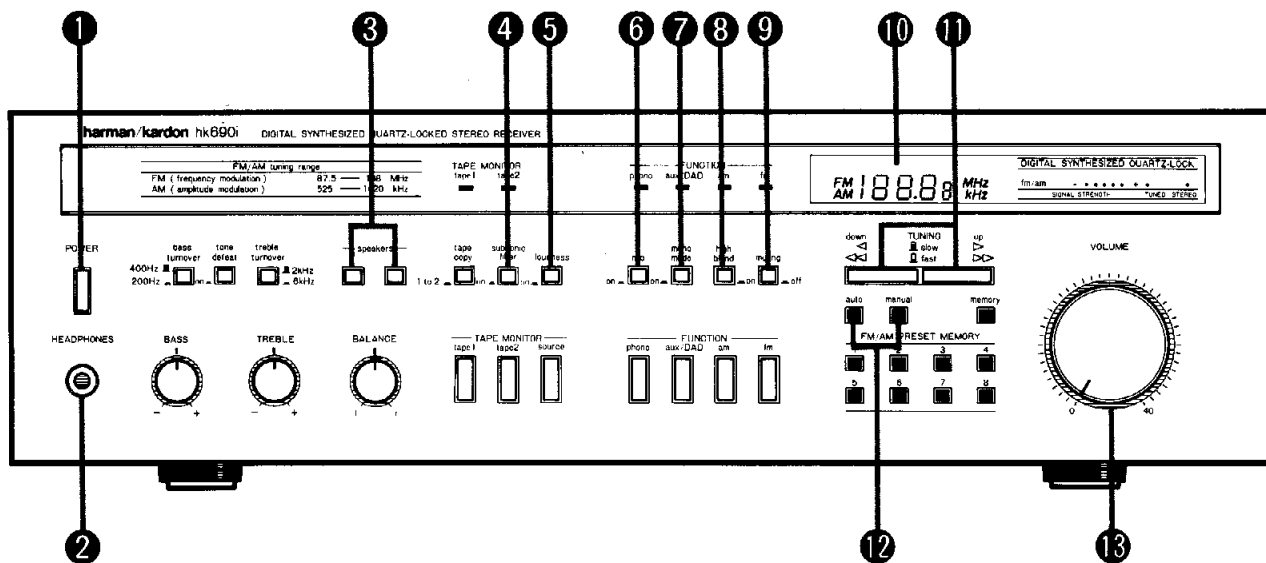 1 3 4 5 6 7 8 9 10 11
harman/kardon hk690i DIGITAL SYNTHESIZED QUARTZ-LOCKED STEREO RECEIVER
FM/AM tuning range
FM ( frequency modulation ) 87.5 — 108 MHz
AM ( amplitude modulation ) 525 — kHz
TAPE MONITOR
tape1 tape2
FUNCTION
phono aux/DAD am fm
FM 188.88 MHz
AM kHz
DIGITAL SYNTHESIZED QUARTZ-LOCK
fm/am
SIGNAL STRENGTH TUNED STEREO
POWER
bass turnover
400Hz
200Hz
tone defeat
on
treble turnover
2kHz
6kHz
speakers
tape copy
1 to 2
subsonic filter
on
loudness
on
on
mono mode
on
high blend
on
muting
off
down
TUNING
slow
fast
up
VOLUME
auto manual memory
FM/AM PRESET MEMORY
2 3 4
5 6 7 8
HEADPHONES
BASS
- +
TREBLE
- +
BALANCE
l r
TAPE MONITOR
tape1 tape2 source
FUNCTION
phono aux/DAD am fm
0 40
2 12 13